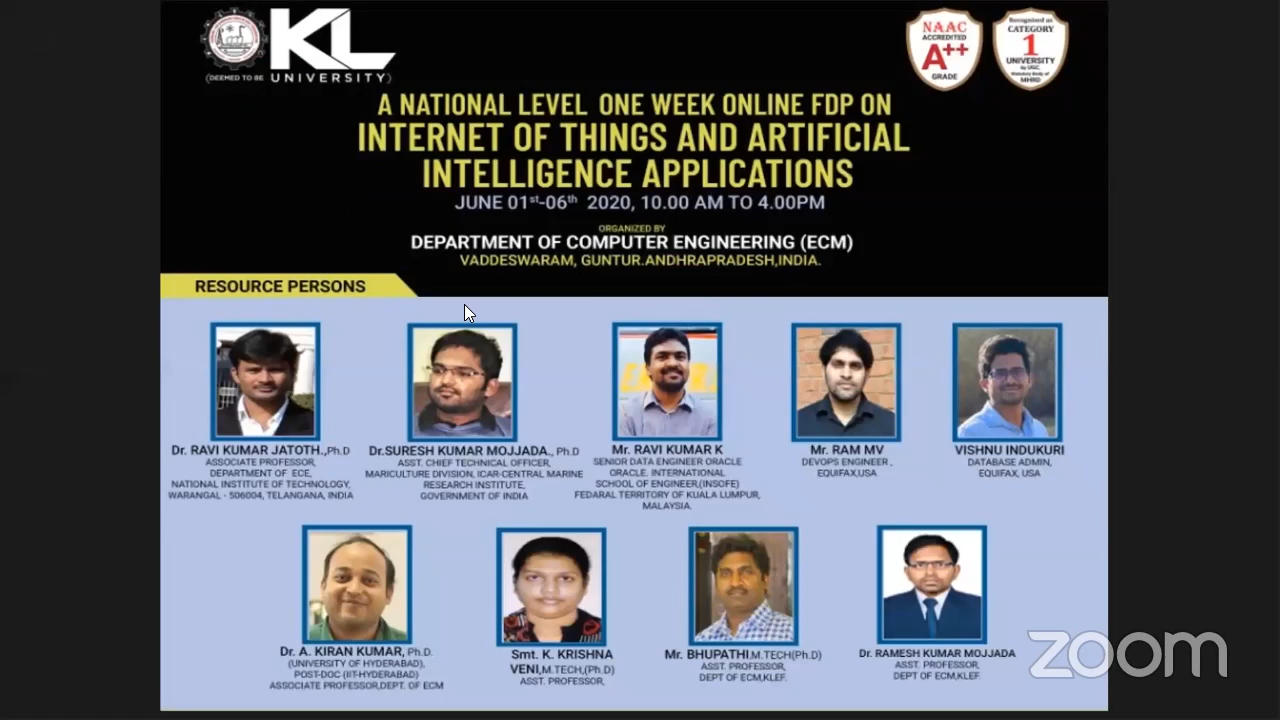 KL
(DEEMED TO BE UNIVERSITY)
NAAC
ACCREDITED
A++
GRADE
Recognised as
CATEGORY
1
UNIVERSITY
by UGC,
Statutory Body of
MHRD
A NATIONAL LEVEL ONE WEEK ONLINE FDP ON
INTERNET OF THINGS AND ARTIFICIAL
INTELLIGENCE APPLICATIONS
JUNE 01st-06th 2020, 10.00 AM TO 4.00PM
ORGANIZED BY
DEPARTMENT OF COMPUTER ENGINEERING (ECM)
VADDESWARAM, GUNTUR.ANDHRAPRADESH,INDIA.
RESOURCE PERSONS
Dr. RAVI KUMAR JATOTH.,Ph.D
ASSOCIATE PROFESSOR,
DEPARTMENT OF ECE,
NATIONAL INSTITUTE OF TECHNOLOGY,
WARANGAL - 506004, TELANGANA, INDIA
Dr.SURESH KUMAR MOJJADA., Ph.D
ASST. CHIEF TECHNICAL OFFICER,
MARICULTURE DIVISION, ICAR-CENTRAL MARINE
RESEARCH INSTITUTE,
GOVERNMENT OF INDIA
Mr. RAVI KUMAR K
SENIOR DATA ENGINEER ORACLE
ORACLE. INTERNATIONAL
SCHOOL OF ENGINEER,(INSOFE)
FEDARAL TERRITORY OF KUALA LUMPUR,
MALAYSIA.
Mr. RAM MV
DEVOPS ENGINEER ,
EQUIFAX,USA
VISHNU INDUKURI
DATABASE ADMIN,
EQUIFAX, USA
Dr. A. KIRAN KUMAR, Ph.D.
(UNIVERSITY OF HYDERABAD),
POST-DOC (IIT-HYDERABAD)
ASSOCIATE PROFESSOR,DEPT. OF ECM
Smt. K. KRISHNA
VENI,M.TECH,(Ph.D)
ASST. PROFESSOR,
Mr. BHUPATHI,M.TECH(Ph.D)
ASST. PROFESSOR,
DEPT OF ECM,KLEF.
Dr. RAMESH KUMAR MOJJADA
ASST. PROFESSOR,
DEPT OF ECM,KLEF.
zoom